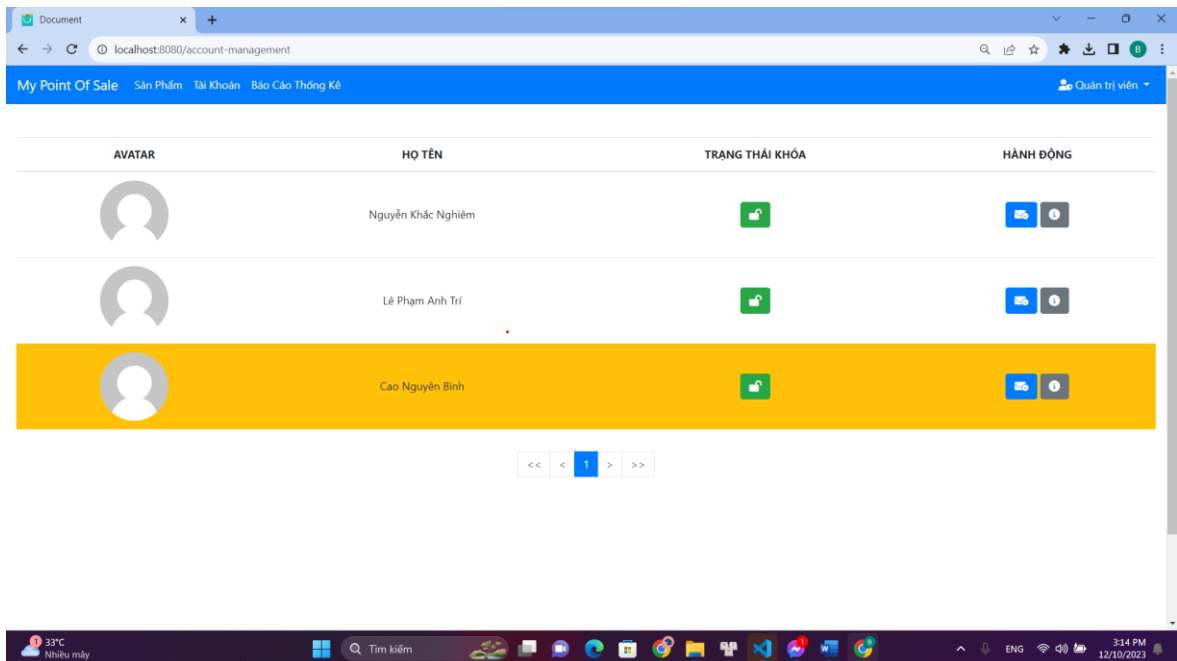 Document
localhost:8080/account-management
B
My Point Of Sale Sản Phẩm Tài Khoản Báo Cáo Thống Kê Quản trị viên
AVATAR HỌ TÊN TRẠNG THÁI KHÓA HÀNH ĐỘNG
Nguyễn Khắc Nghiêm
Lê Phạm Anh Trí
Cao Nguyên Bình
<< < 1 > >>
1 33°C
Nhiều mây
Tìm kiếm
ENG
3:14 PM
12/10/2023